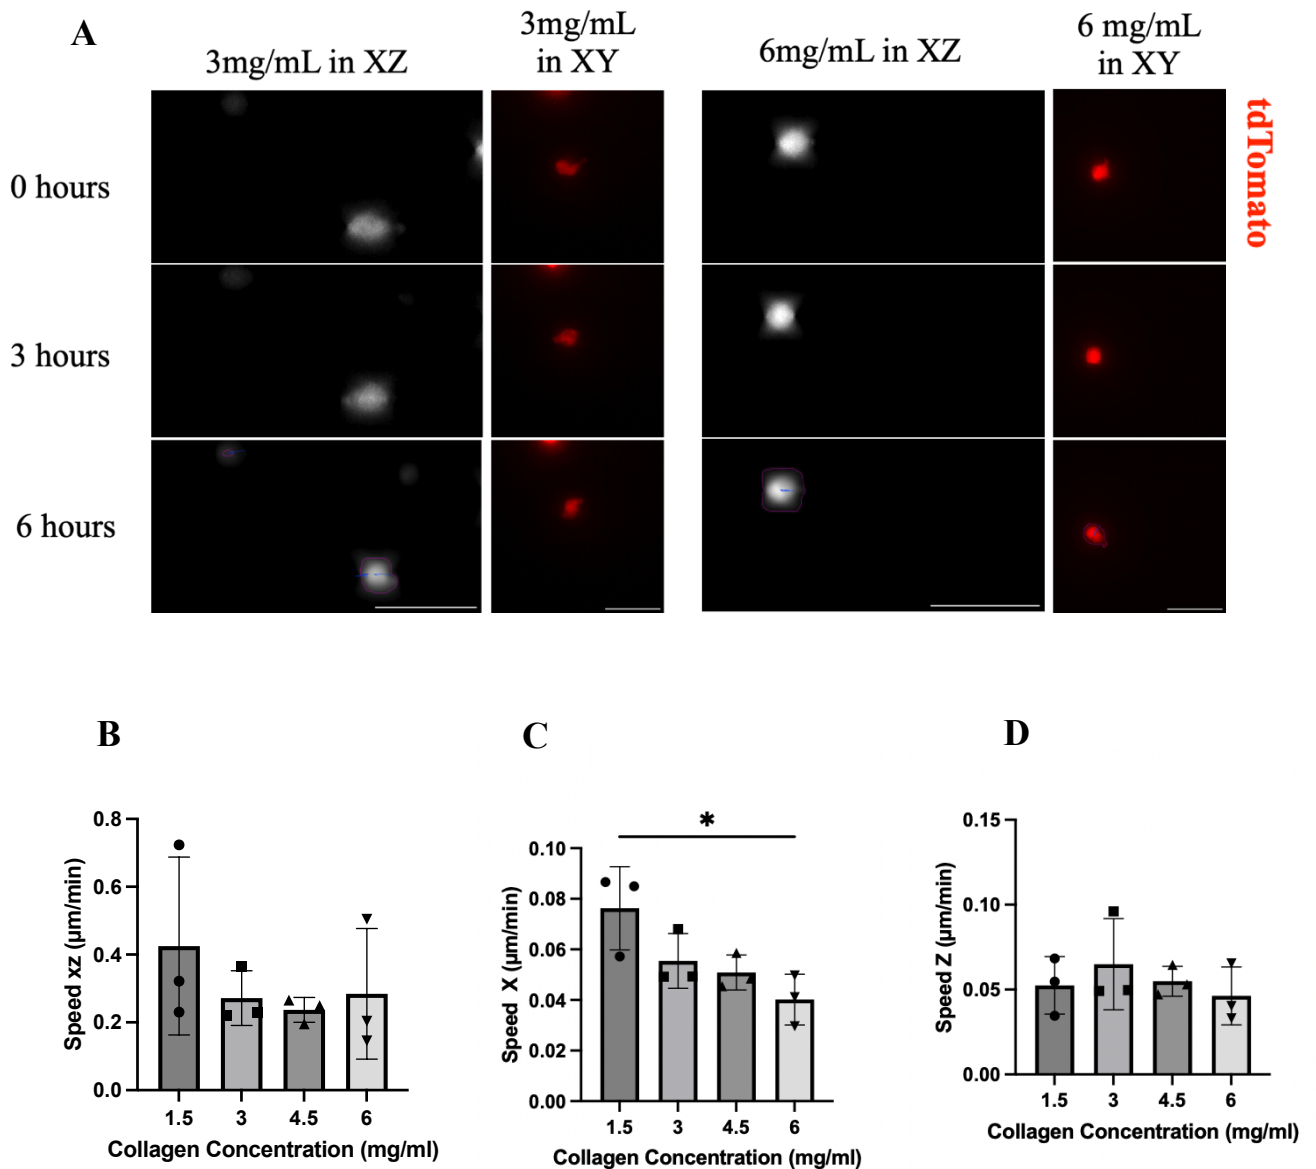 A
3mg/mL in XZ
3mg/mL
in XY
6mg/mL in XZ
6 mg/mL
in XY
tdTomato
0 hours
3 hours
6 hours
B
0.8
0.6
0.4
0.2
0.0
Speed xz (µm/min)
1.5 3 4.5 6
Collagen Concentration (mg/ml)
C
*
0.10
0.08
0.06
0.04
0.02
0.00
Speed X (µm/min)
1.5 3 4.5 6
Collagen Concentration (mg/ml)
D
0.15
0.10
0.05
0.00
Speed Z (µm/min)
1.5 3 4.5 6
Collagen Concentration (mg/ml)